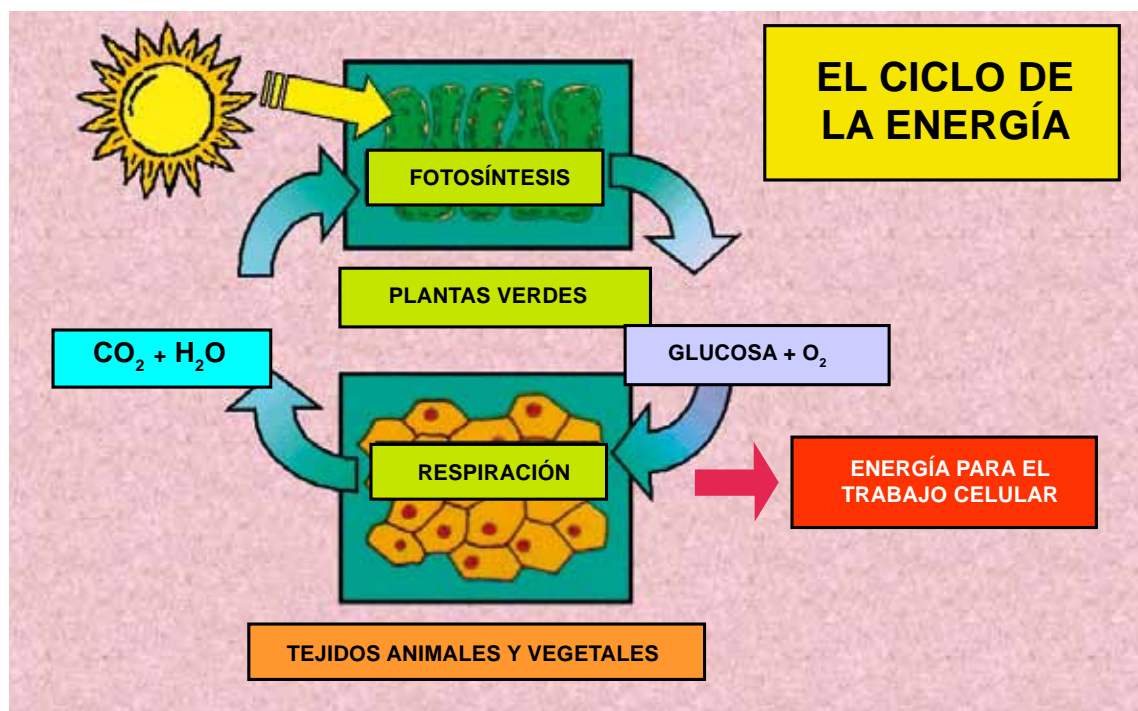 EL CICLO DE
LA ENERGÍA
FOTOSÍNTESIS
PLANTAS VERDES
CO₂ + H₂O
GLUCOSA + O₂
RESPIRACIÓN
ENERGÍA PARA EL
TRABAJO CELULAR
TEJIDOS ANIMALES Y VEGETALES